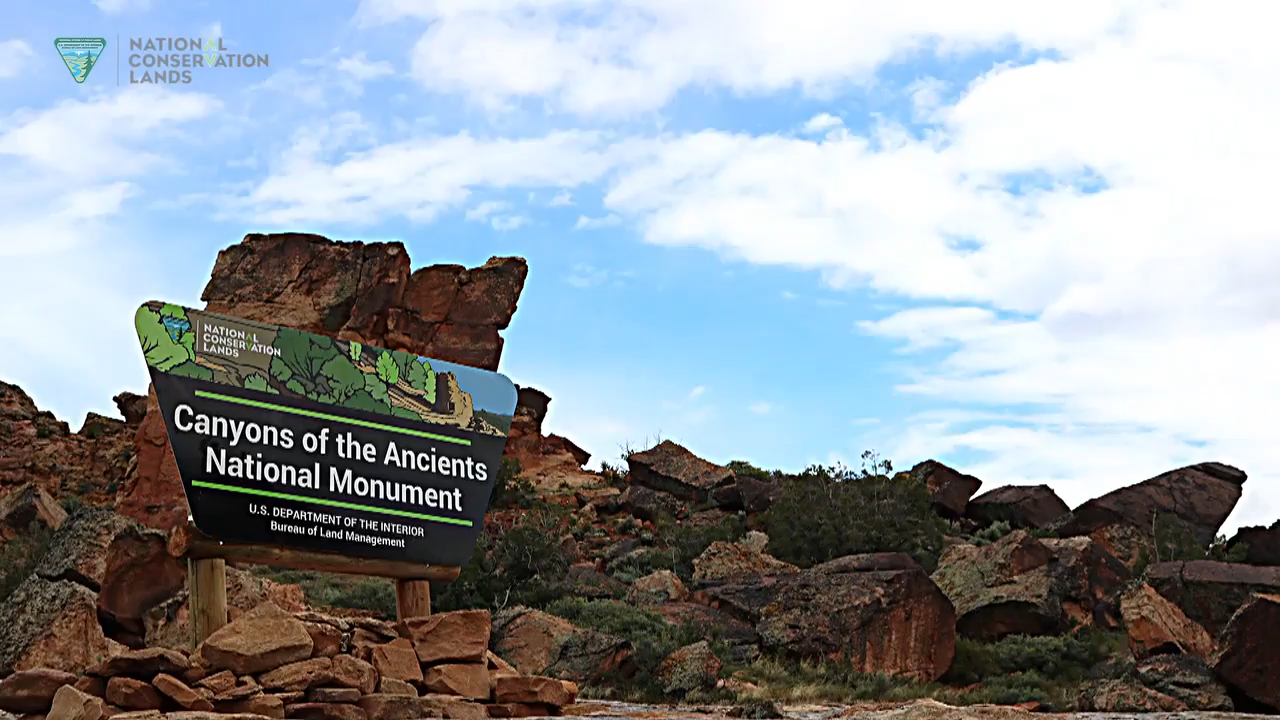 NATIONAL
CONSERVATION
LANDS
NATIONAL
CONSERVATION
LANDS
Canyons of the Ancients
National Monument
U.S. DEPARTMENT OF THE INTERIOR
Bureau of Land Management